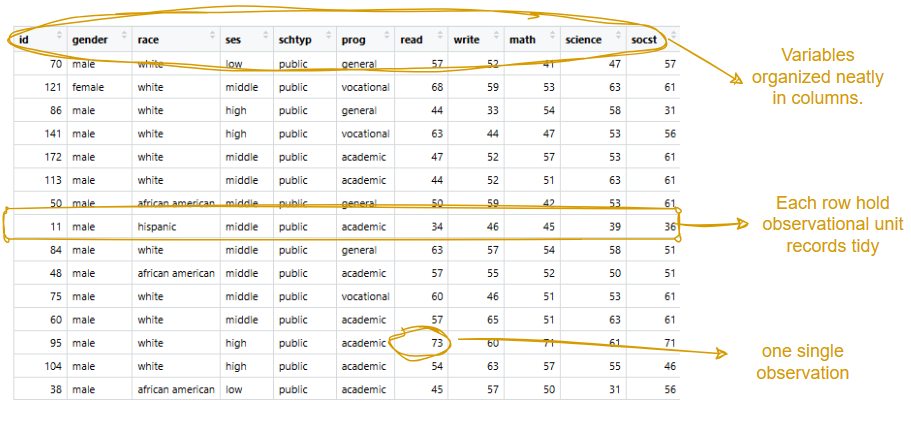 id gender race ses schtyp prog read write math science socst
70 male white low public general 57 52 41 47 57
121 female white middle public vocational 68 59 53 63 61
86 male white high public general 44 33 54 58 31
141 male white high public vocational 63 44 47 53 56
172 male white middle public academic 47 52 57 53 61
113 male white middle public academic 44 52 51 63 61
50 male african american middle public general 50 59 42 53 61
11 male hispanic middle public academic 34 46 45 39 36
84 male white middle public general 63 57 54 58 51
48 male african american middle public academic 57 55 52 50 51
75 male white middle public vocational 60 46 51 53 61
60 male white middle public academic 57 65 51 63 61
95 male white high public academic 73 60 71 61 71
104 male white high public academic 54 63 57 55 46
38 male african american low public academic 45 57 50 31 56
Variables
organized neatly
in columns.
Each row hold
observational unit
records tidy
one single
observation